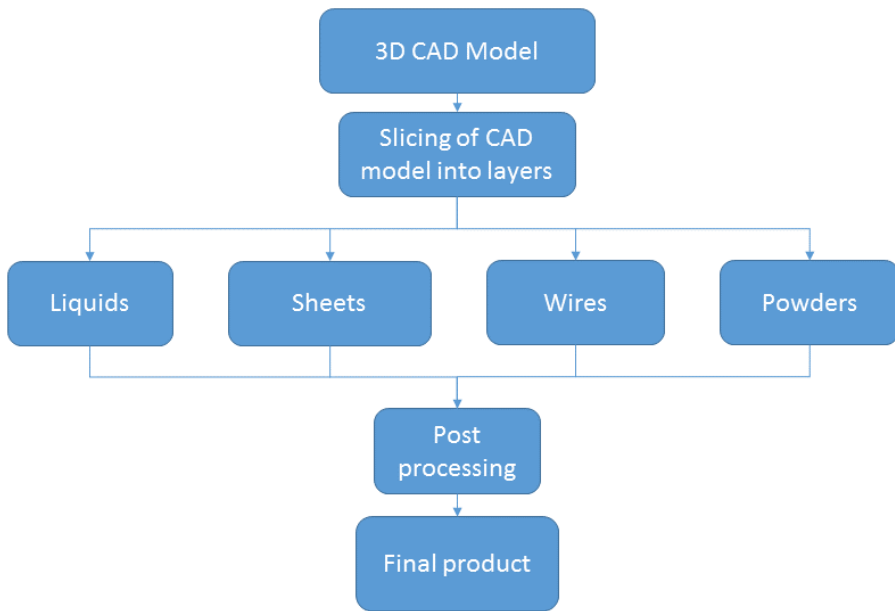 3D CAD Model
Slicing of CAD
model into layers
Liquids
Sheets
Wires
Powders
Post
processing
Final product